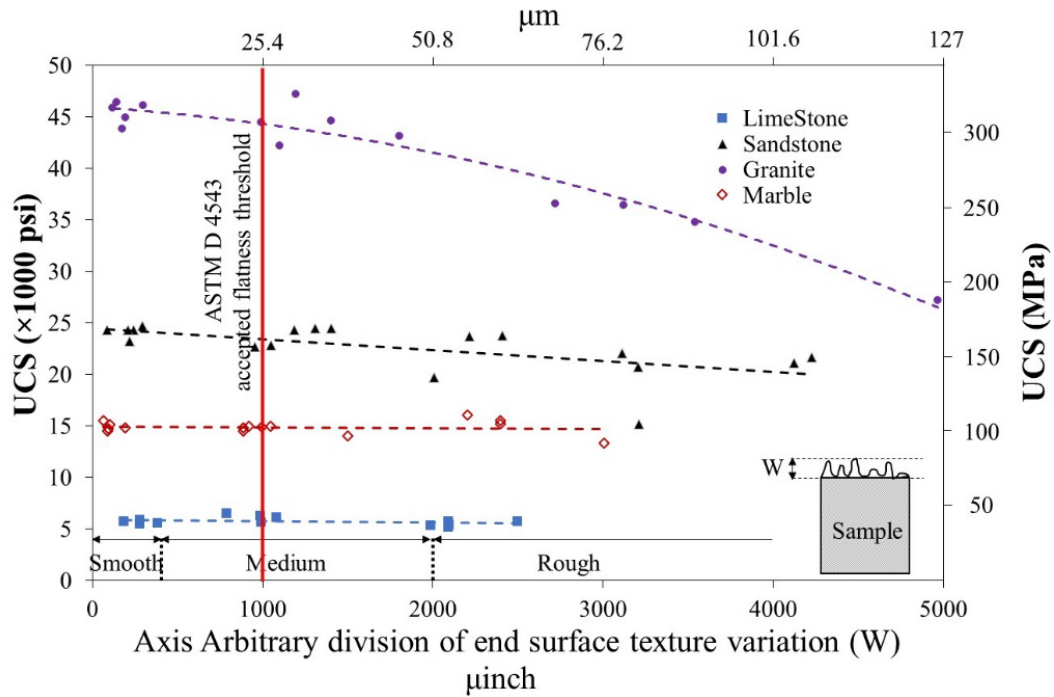 μm
25.4 50.8 76.2 101.6 127
50
45
40
35
30
25
20
15
10
5
0
UCS (×1000 psi)
300
250
200
150
100
50
UCS (MPa)
LimeStone
Sandstone
Granite
Marble
ASTM D 4543
accepted flatness threshold
W
Sample
Smooth Medium Rough
0 1000 2000 3000 4000 5000
Axis Arbitrary division of end surface texture variation (W)
μinch